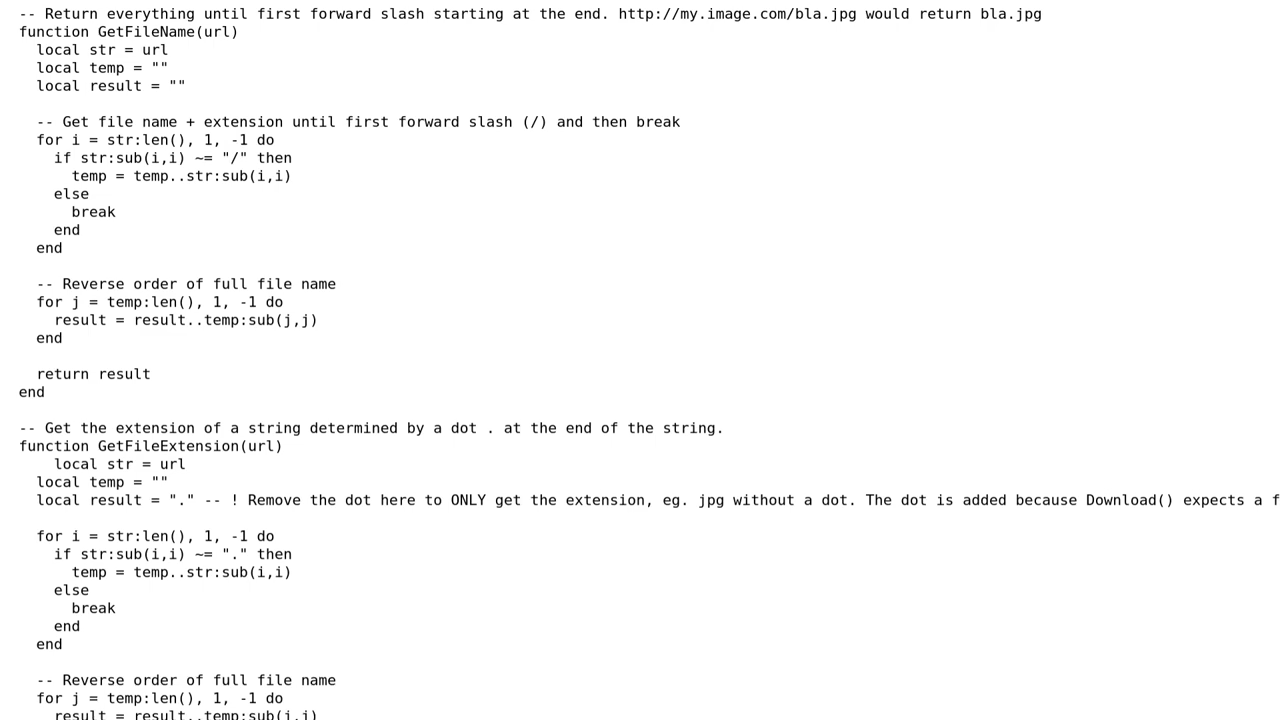 -- Return everything until first forward slash starting at the end. http://my.image.com/bla.jpg would return bla.jpg
function GetFileName(url)
  local str = url
  local temp = ""
  local result = ""

  -- Get file name + extension until first forward slash (/) and then break
  for i = str:len(), 1, -1 do
    if str:sub(i,i) ~= "/" then
      temp = temp..str:sub(i,i)
    else
      break
    end
  end

  -- Reverse order of full file name
  for j = temp:len(), 1, -1 do
    result = result..temp:sub(j,j)
  end

  return result
end

-- Get the extension of a string determined by a dot . at the end of the string.
function GetFileExtension(url)
    local str = url
  local temp = ""
  local result = "." -- ! Remove the dot here to ONLY get the extension, eg. jpg without a dot. The dot is added because Download() expects a f

  for i = str:len(), 1, -1 do
    if str:sub(i,i) ~= "." then
      temp = temp..str:sub(i,i)
    else
      break
    end
  end

  -- Reverse order of full file name
  for j = temp:len(), 1, -1 do
    result = result..temp:sub(j,j)